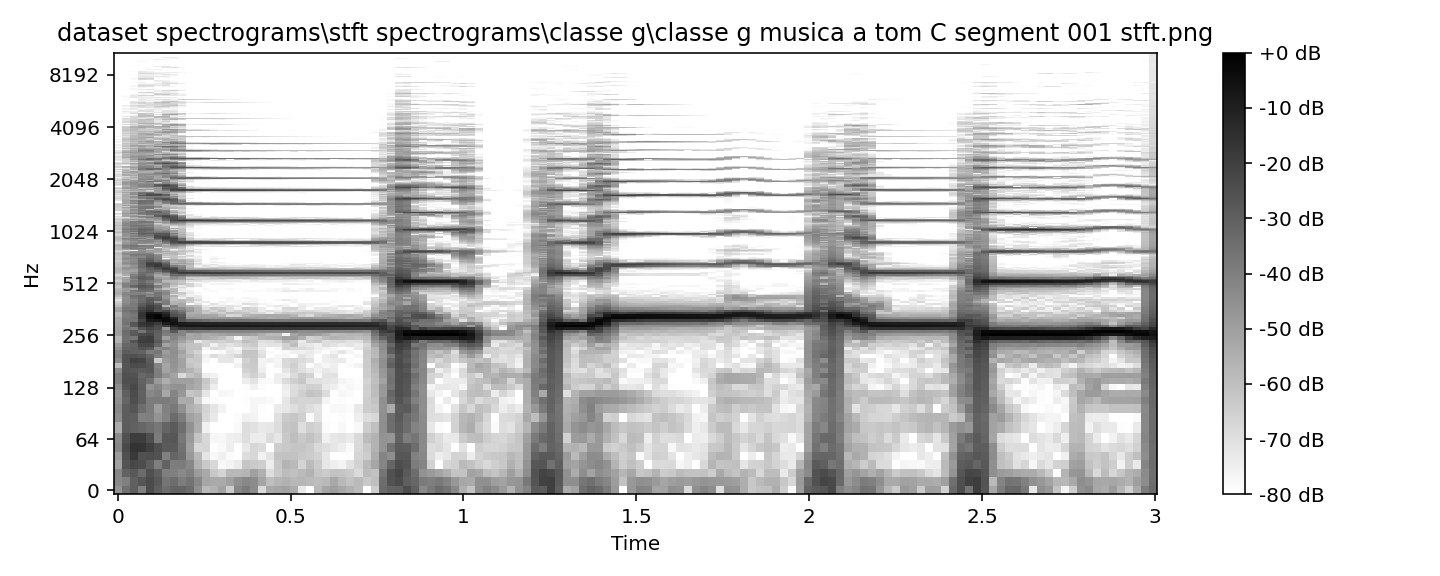 dataset spectrograms\stft spectrograms\classe g\classe g musica a tom C segment 001 stft.png
8192
4096
2048
1024
512
256
128
64
0
Hz
0
0.5
1
1.5
2
2.5
3
Time
+0 dB
-10 dB
-20 dB
-30 dB
-40 dB
-50 dB
-60 dB
-70 dB
-80 dB